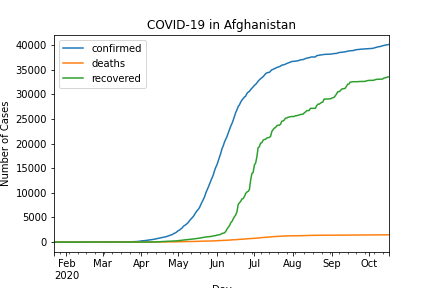 COVID-19 in Afghanistan
confirmed
deaths
recovered
Number of Cases
40000
35000
30000
25000
20000
15000
10000
5000
0
Feb
2020
Mar
Apr
May
Jun
Jul
Aug
Sep
Oct